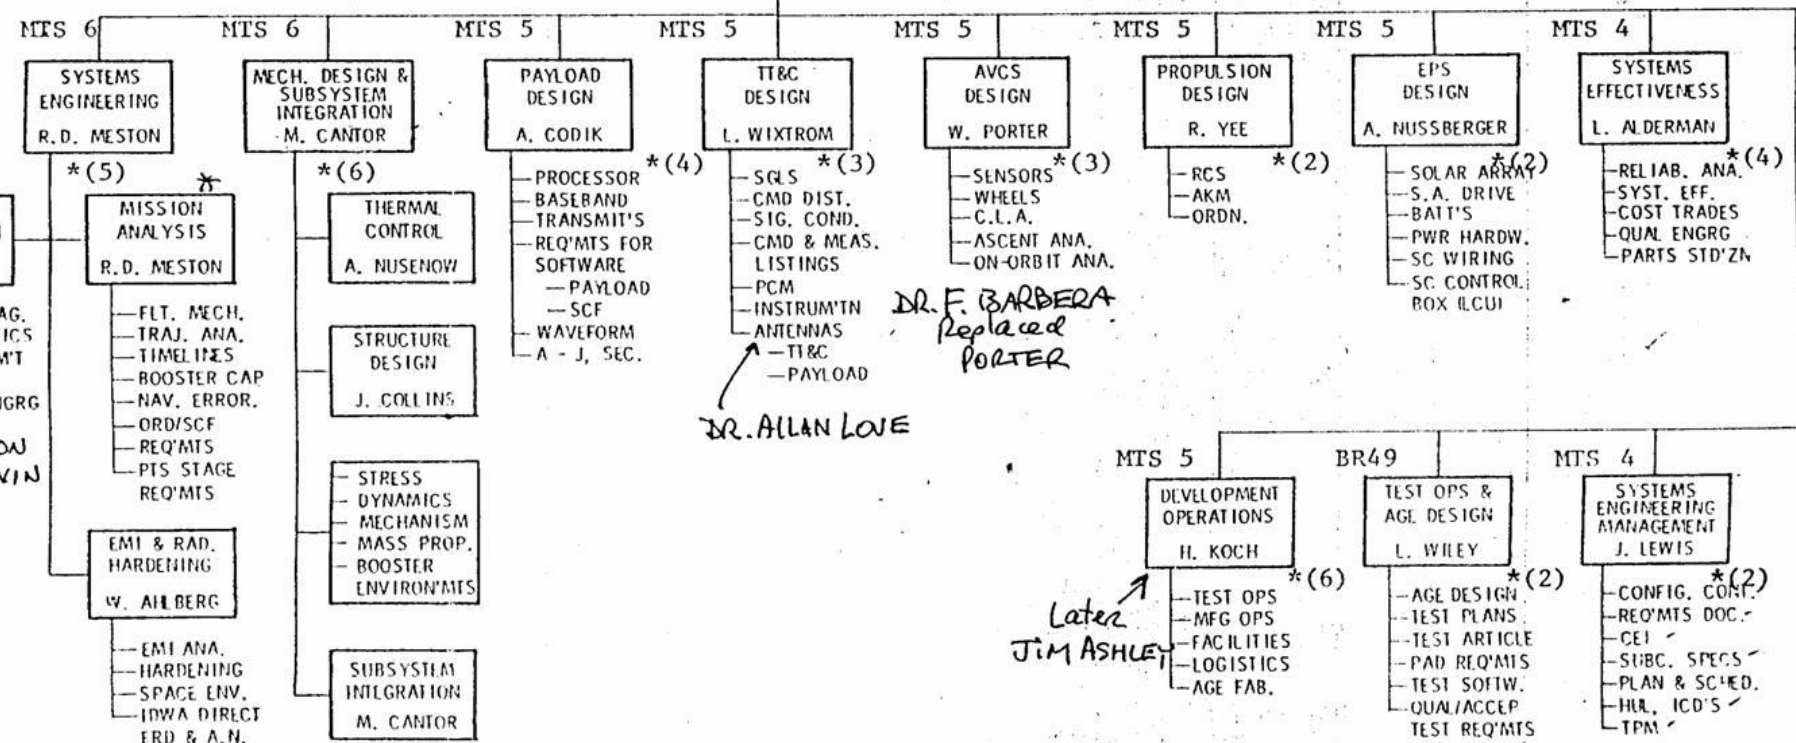 MTS 6
SYSTEMS
ENGINEERING
R.D. MESTON
*(5)
*
MISSION
ANALYSIS
R.D. MESTON
FLT. MECH.
TRAJ. ANA.
TIMELINES
BOOSTER CAP
NAV. ERROR.
ORD/SCF
REQ'MTS
PTS STAGE
REQ'MTS
EMI & RAD.
HARDENING
W. AHLBERG
EMI ANA.
HARDENING
SPACE ENV.
IDWA DIRECT
ERD & A.N.
AG.
ICS
M'T
NGRG
ON
VIN
MTS 6
MECH. DESIGN &
SUBSYSTEM
INTEGRATION
M. CANTOR
*(6)
THERMAL
CONTROL
A. NUSENOW
STRUCTURE
DESIGN
J. COLLINS
STRESS
DYNAMICS
MECHANISM
MASS PROP.
BOOSTER
ENVIRON'MTS
SUBSYSTEM
INTEGRATION
M. CANTOR
MTS 5
PAYLOAD
DESIGN
A. CODIK
*(4)
PROCESSOR
BASEBAND
TRANSMIT'S
REQ'MTS FOR
SOFTWARE
— PAYLOAD
— SCF
WAVEFORM
A - J, SEC.
MTS 5
TT&C
DESIGN
L. WIXTROM
*(3)
SGLS
CMD DIST.
SIG. COND.
CMD & MEAS.
LISTINGS
PCM
INSTRUM'TN
ANTENNAS
— TT&C
— PAYLOAD
DR. ALLAN LOVE
MTS 5
AVCS
DESIGN
W. PORTER
*(3)
SENSORS
WHEELS
C.L.A.
ASCENT ANA.
ON-ORBIT ANA.
DR. F. BARBERA
Replaced
PORTER
MTS 5
PROPULSION
DESIGN
R. YEE
*(2)
RCS
AKM
ORDN.
MTS 5
EPS
DESIGN
A. NUSSBERGER
*(2)
SOLAR ARRAY
S.A. DRIVE
BATT'S
PWR HARDW.
SC WIRING
SC CONTROL
BOX (LCU)
MTS 4
SYSTEMS
EFFECTIVENESS
L. ALDERMAN
*(4)
RELIAB. ANA.
SYST. EFF.
COST TRADES
QUAL ENGRG
PARTS STD'ZN
MTS 5
DEVELOPMENT
OPERATIONS
H. KOCH
*(6)
TEST OPS
MFG OPS
FACILITIES
LOGISTICS
AGE FAB.
Later
JIM ASHLEY
BR49
TEST OPS &
AGE DESIGN
L. WILEY
*(2)
AGE DESIGN
TEST PLANS
TEST ARTICLE
PAD REQ'MTS
TEST SOFTW.
QUAL/ACCEP
TEST REQ'MTS
MTS 4
SYSTEMS
ENGINEERING
MANAGEMENT
J. LEWIS
*(2)
CONFIG. CONT.
REQ'MTS DOC.
CEI
SUBC. SPECS
PLAN & SCHED.
HUL, ICD'S
TPM